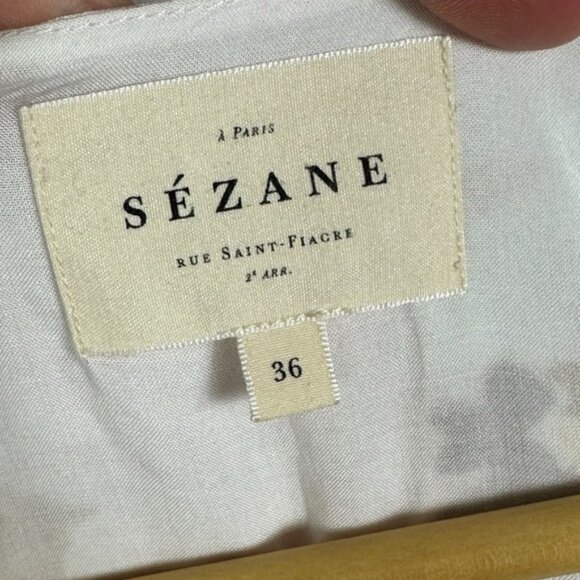 À PARIS
SÉZANE
RUE SAINT-FIACRE
2ᵉ ARR.
36